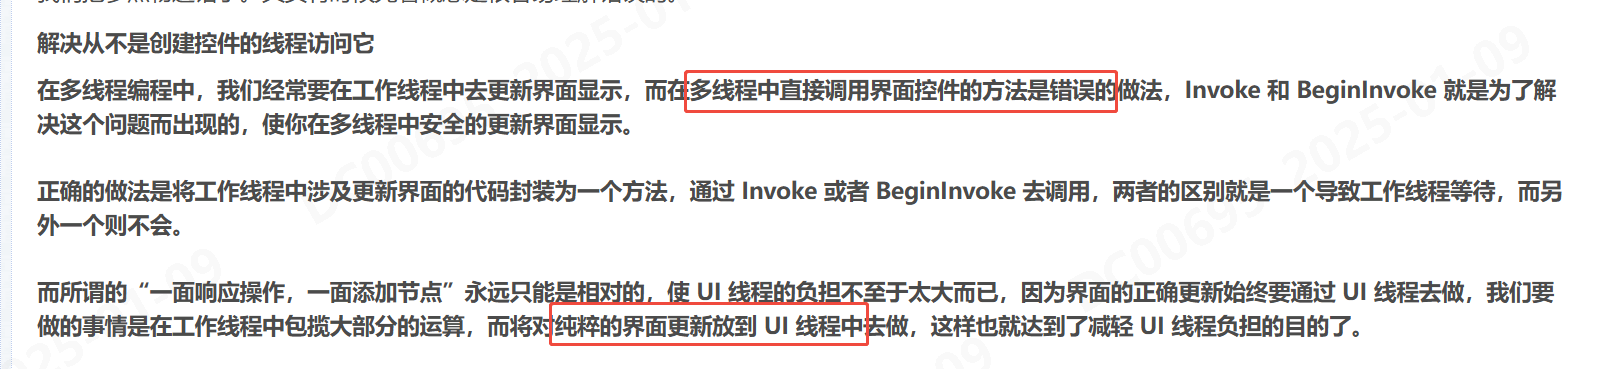 解决从不是创建控件的线程访问它
在多线程编程中，我们经常要在工作线程中去更新界面显示，而在多线程中直接调用界面控件的方法是错误的做法，Invoke 和 BeginInvoke 就是为了解
决这个问题而出现的，使你在多线程中安全的更新界面显示。
正确的做法是将工作线程中涉及更新界面的代码封装为一个方法，通过 Invoke 或者 BeginInvoke 去调用，两者的区别就是一个导致工作线程等待，而另
外一个则不会。
而所谓的“一面响应操作，一面添加节点”永远只能是相对的，使 UI 线程的负担不至于太大而已，因为界面的正确更新始终要通过 UI 线程去做，我们要
做的事情是在工作线程中包揽大部分的运算，而将对纯粹的界面更新放到 UI 线程中去做，这样也就达到了减轻 UI 线程负担的目的了。